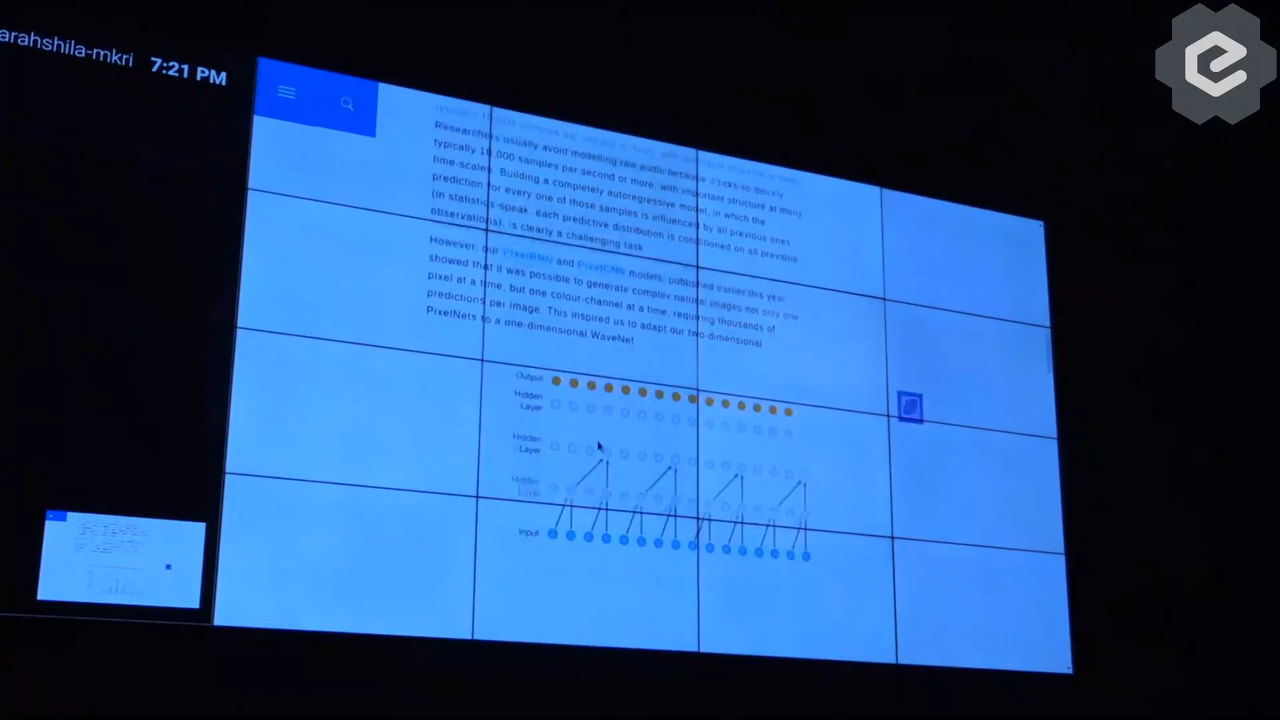 arahshila-mkri 7:21 PM
Researchers usually avoid modelling raw audio because it ticks so quickly
typically 16,000 samples per second or more, with important structure at many
time-scales. Building a completely autoregressive model, in which the
prediction for every one of those samples is influenced by all previous ones
(in statistics-speak, each predictive distribution is conditioned on all previous
observations), is clearly a challenging task.
However, our PixelRNN and PixelCNN models, published earlier this year
showed that it was possible to generate complex natural images not only one
pixel at a time, but one colour-channel at a time, requiring thousands of
predictions per image. This inspired us to adapt our two-dimensional
PixelNets to a one-dimensional WaveNet
Output
Hidden
Layer
Hidden
Layer
Hidden
Layer
Input